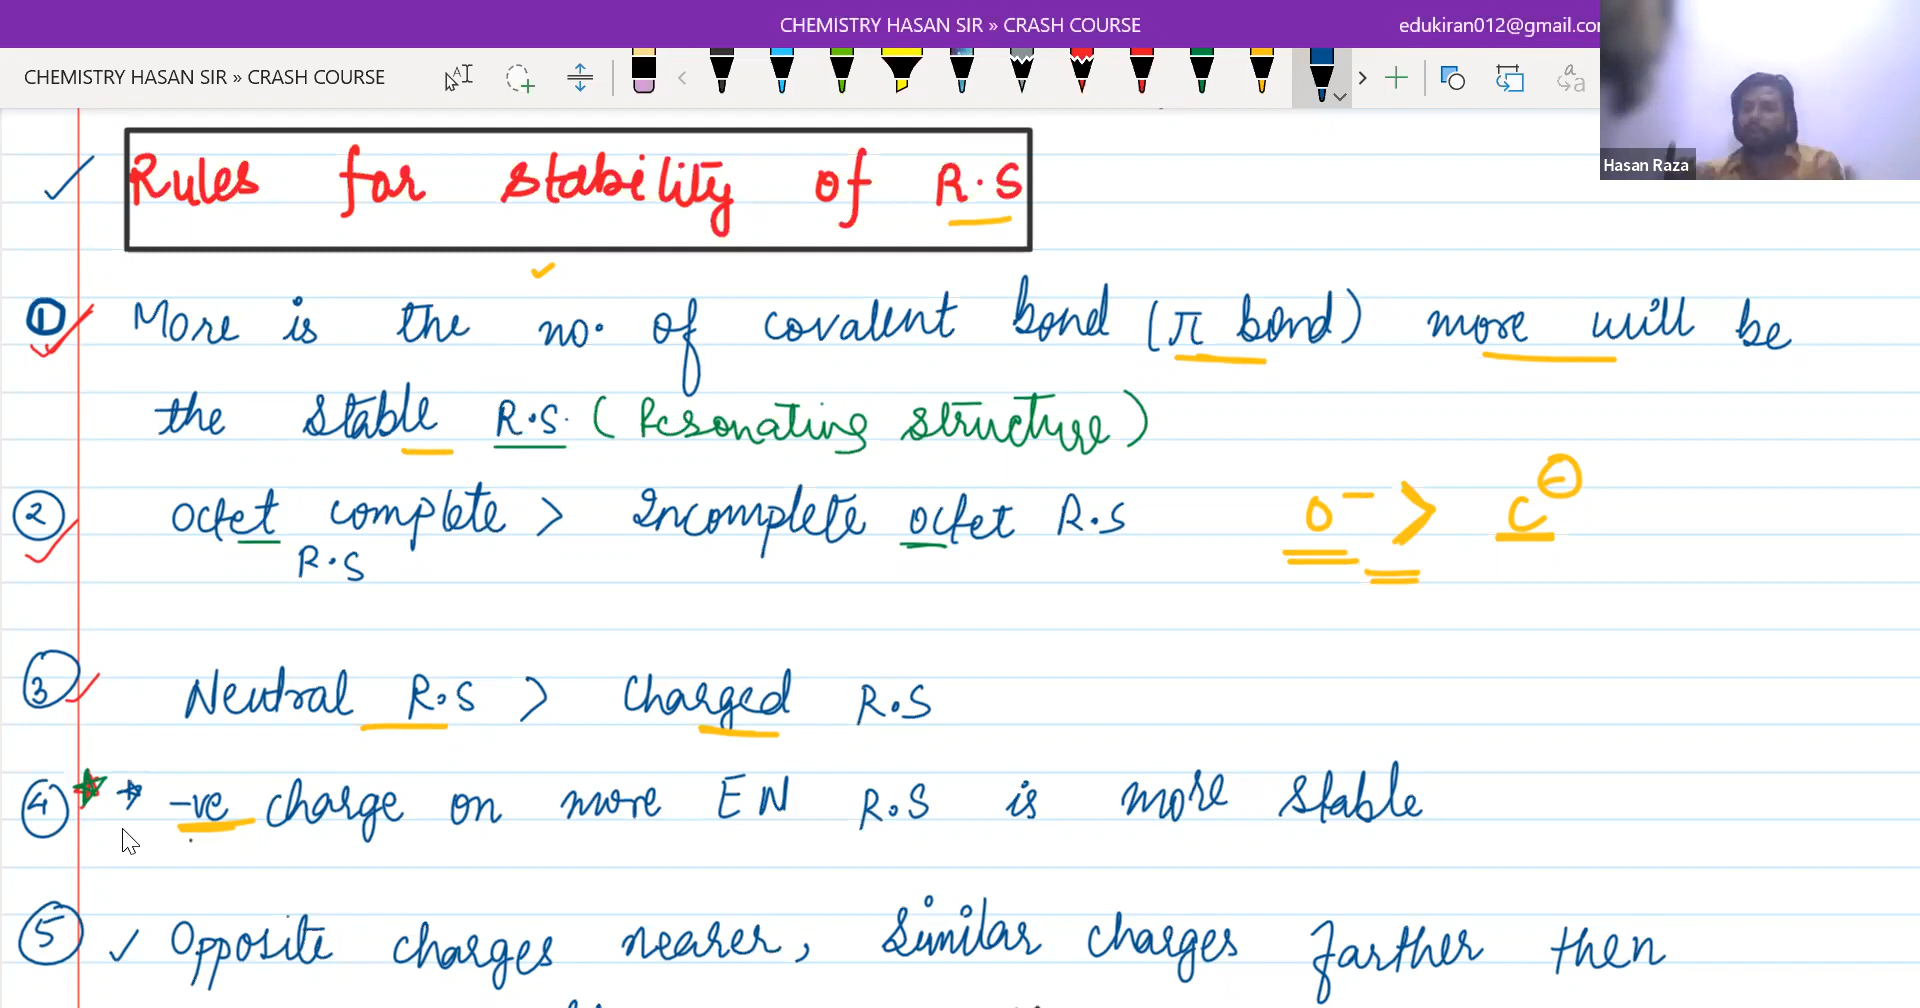 CHEMISTRY HASAN SIR » CRASH COURSE
edukiran012@gmail.co
CHEMISTRY HASAN SIR » CRASH COURSE
Hasan Raza
Rules for stability of R.S
① More is the no. of covalent bond (π bond) more will be
the stable R.S. (Resonating structure)
② octet complete > Incomplete octet R.S
R.S
O⁻ > C⊖
③ Neutral R.S > Charged R.S
④ -ve charge on more EN R.S is more stable
⑤ Opposite charges nearer, Similar charges farther then